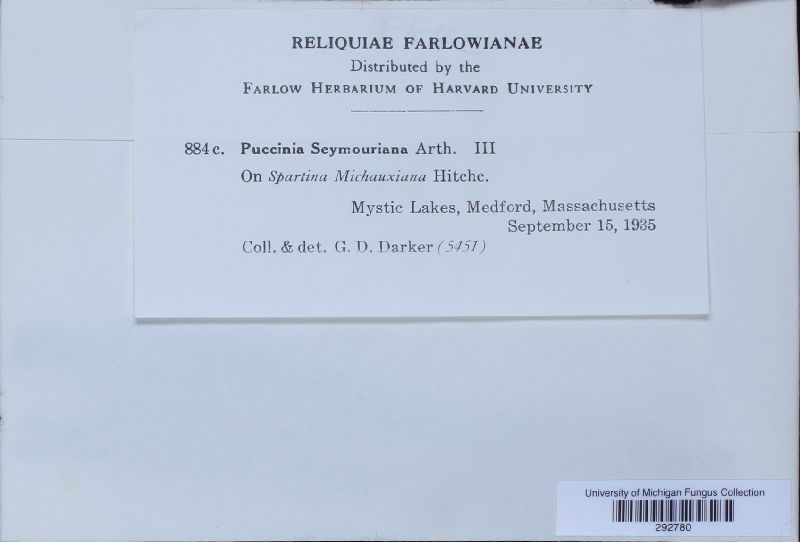 RELIQUIAE FARLOWIANAE
Distributed by the
FARLOW HERBARIUM OF HARVARD UNIVERSITY
884 c. Puccinia Seymouriana Arth. III
On Spartina Michauxiana Hitchc.
Mystic Lakes, Medford, Massachusetts
September 15, 1935
Coll. & det. G. D. Darker (5451)
University of Michigan Fungus Collection
292780